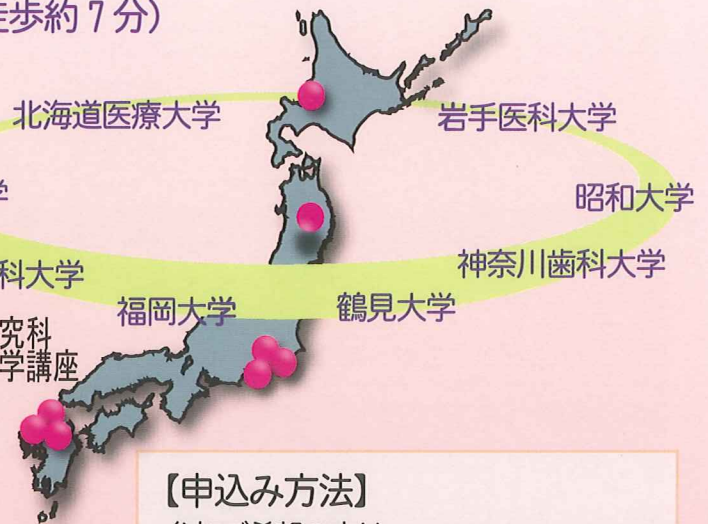 徒歩約7分)
北海道医療大学
岩手医科大学
学
昭和大学
科大学
神奈川歯科大学
福岡大学
鶴見大学
究科
学講座
【申込み方法】